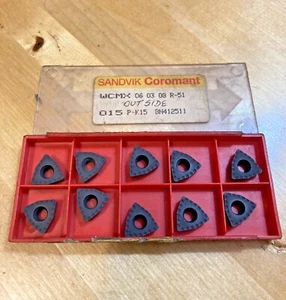 SANDVIK Coromant
WCMX 06 03 08 R-51
OUTSIDE
015 P-K15